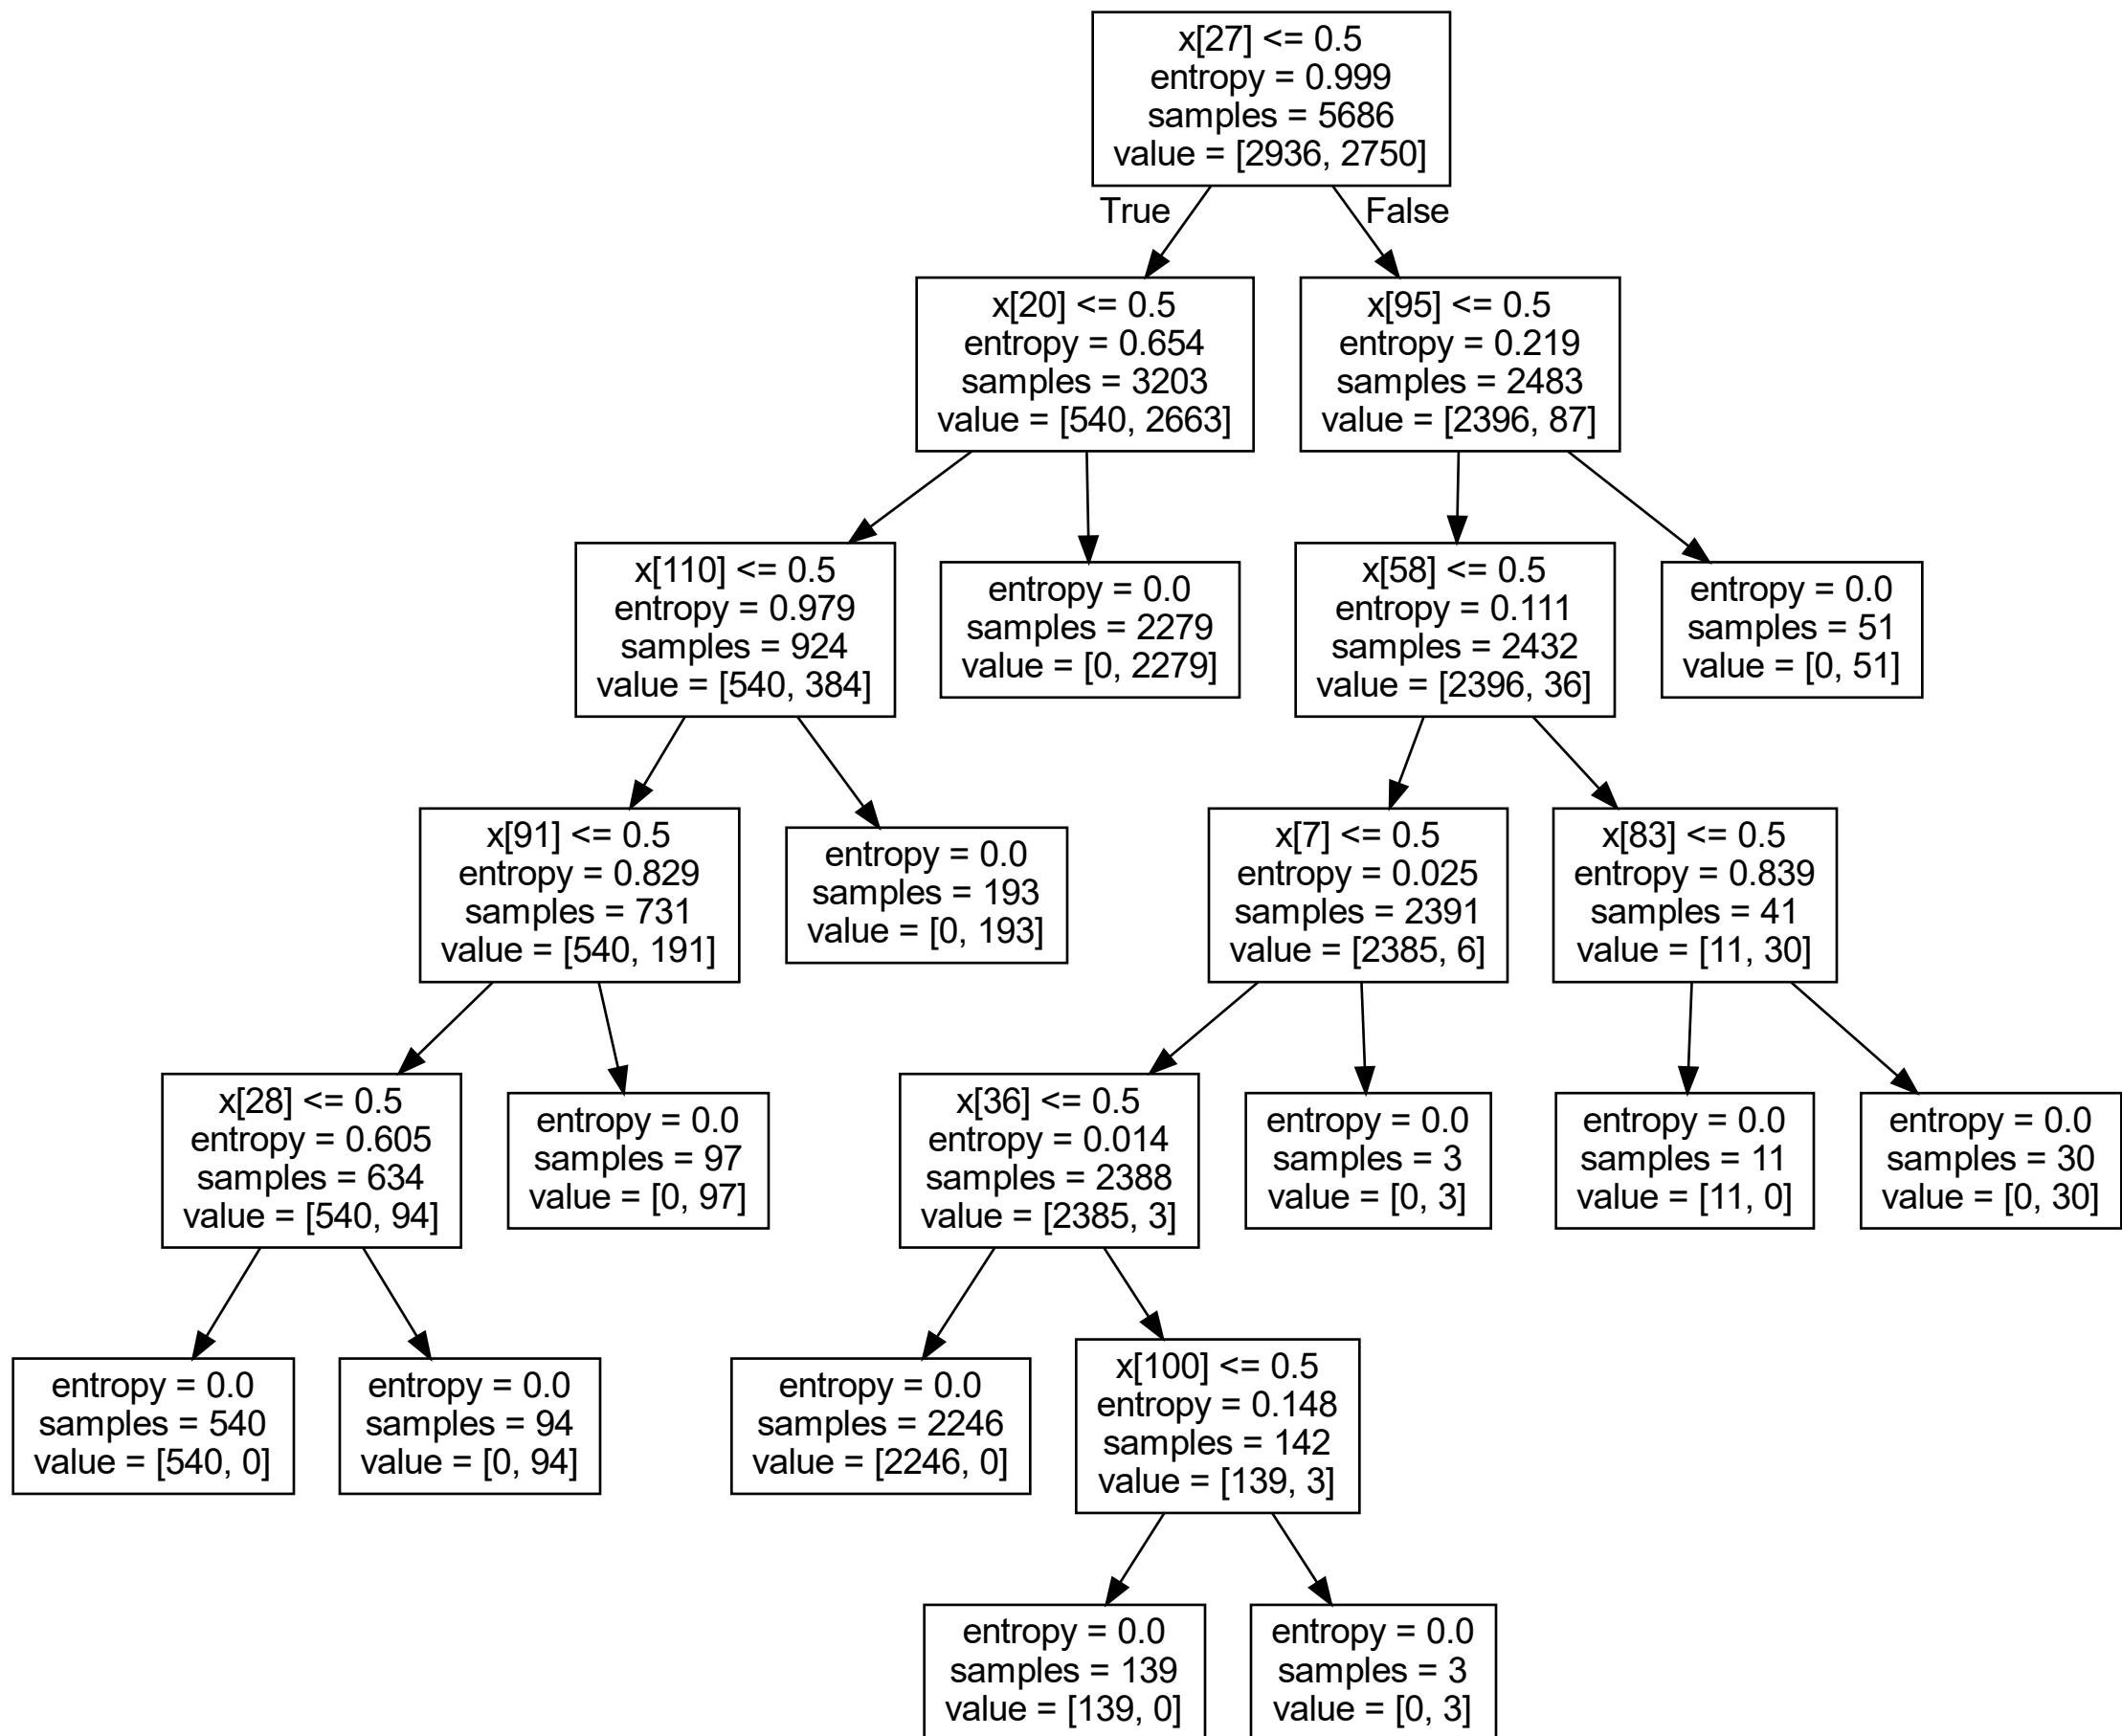 x[27] <= 0.5
entropy = 0.999
samples = 5686
value = [2936, 2750]
True
False
x[20] <= 0.5
entropy = 0.654
samples = 3203
value = [540, 2663]
x[95] <= 0.5
entropy = 0.219
samples = 2483
value = [2396, 87]
x[110] <= 0.5
entropy = 0.979
samples = 924
value = [540, 384]
entropy = 0.0
samples = 2279
value = [0, 2279]
x[58] <= 0.5
entropy = 0.111
samples = 2432
value = [2396, 36]
entropy = 0.0
samples = 51
value = [0, 51]
x[91] <= 0.5
entropy = 0.829
samples = 731
value = [540, 191]
entropy = 0.0
samples = 193
value = [0, 193]
x[7] <= 0.5
entropy = 0.025
samples = 2391
value = [2385, 6]
x[83] <= 0.5
entropy = 0.839
samples = 41
value = [11, 30]
x[28] <= 0.5
entropy = 0.605
samples = 634
value = [540, 94]
entropy = 0.0
samples = 97
value = [0, 97]
x[36] <= 0.5
entropy = 0.014
samples = 2388
value = [2385, 3]
entropy = 0.0
samples = 3
value = [0, 3]
entropy = 0.0
samples = 11
value = [11, 0]
entropy = 0.0
samples = 30
value = [0, 30]
entropy = 0.0
samples = 540
value = [540, 0]
entropy = 0.0
samples = 94
value = [0, 94]
entropy = 0.0
samples = 2246
value = [2246, 0]
x[100] <= 0.5
entropy = 0.148
samples = 142
value = [139, 3]
entropy = 0.0
samples = 139
value = [139, 0]
entropy = 0.0
samples = 3
value = [0, 3]